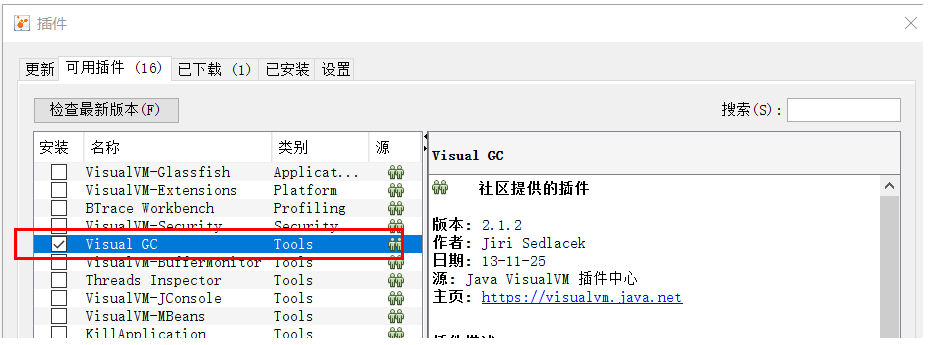 插件
更新 可用插件 (16) 已下载 (1) 已安装 设置
检查最新版本(F) 搜索(S):
安装 名称 类别 源
VisualVM-Glassfish Applicat...
VisualVM-Extensions Platform
BTrace Workbench Profiling
VisualVM-Security Security
Visual GC Tools
VisualVM-BufferMonitor Tools
Threads Inspector Tools
VisualVM-JConsole Tools
VisualVM-MBeans Tools
KillApplication Tools
Visual GC
社区提供的插件
版本: 2.1.2
作者: Jiri Sedlacek
日期: 13-11-25
源: Java VisualVM 插件中心
主页: https://visualvm.java.net
插件描述